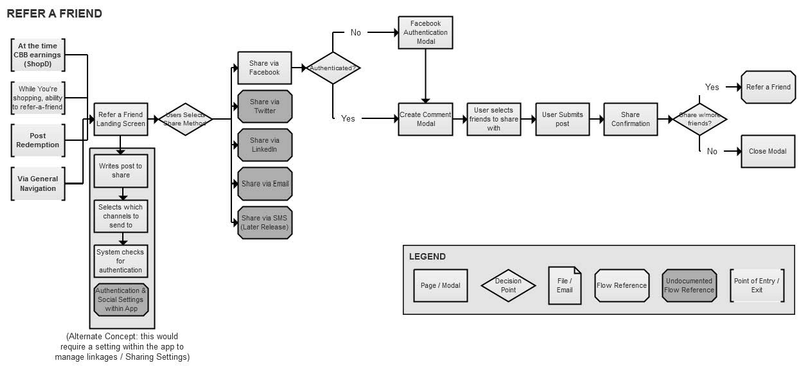 REFER A FRIEND
At the time
CBB earnings
(ShopD)
While You're
shopping, ability
to refer-a-friend
Post
Redemption
Via General
Navigation
Refer a Friend
Landing Screen
Users Selects
Share Method
Writes post to
share
Selects which
channels to
send to
System checks
for
authentication
Authentication &
Social Settings
within App
(Alternate Concept: this would
require a setting within the app to
manage linkages / Sharing Settings)
Share via
Facebook
Share via
Twitter
Share via
LinkedIn
Share via Email
Share via SMS
(Later Release)
Authenticated?
No
Yes
Facebook
Authentication
Modal
Create Comment
Modal
User selects
friends to share
with
User Submits
post
Share
Confirmation
Share w/more
friends?
Yes
No
Refer a Friend
Close Modal
LEGEND
Page / Modal
Decision
Point
File /
Email
Flow Reference
Undocumented
Flow Reference
Point of Entry /
Exit